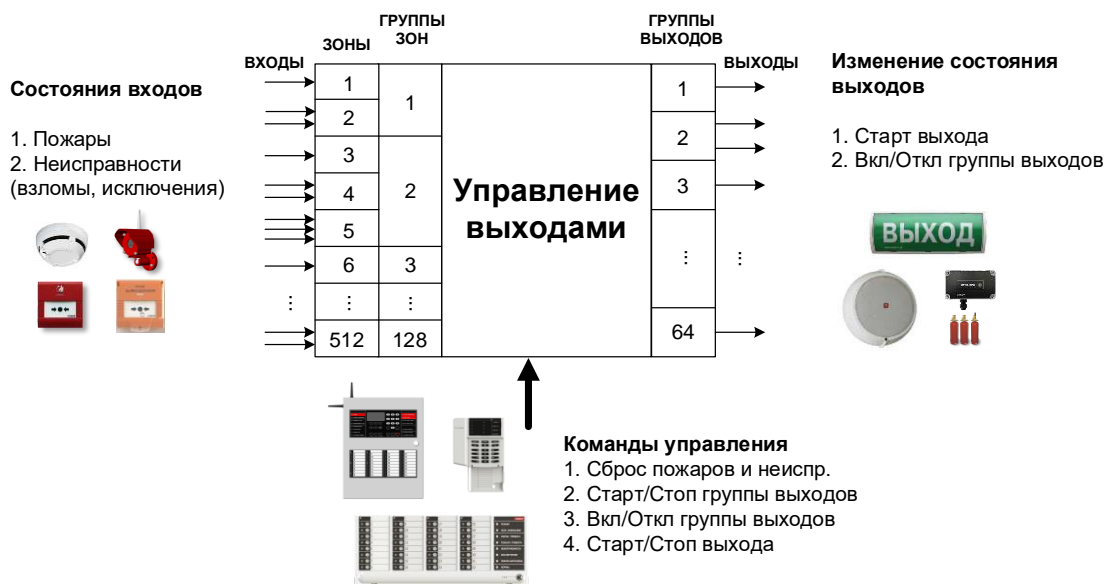 ГРУППЫ
ЗОН
ЗОНЫ
ГРУППЫ
ВЫХОДОВ
ВХОДЫ
ВЫХОДЫ
Состояния входов
1. Пожары
2. Неисправности
(взломы, исключения)
1
2
3
4
5
6
⋮
512
1
2
3
⋮
128
⋮
Управление
выходами
1
2
3
⋮
64
⋮
Изменение состояния
выходов
1. Старт выхода
2. Вкл/Откл группы выходов
ВЫХОД
Команды управления
1. Сброс пожаров и неиспр.
2. Старт/Стоп группы выходов
3. Вкл/Откл группы выходов
4. Старт/Стоп выхода